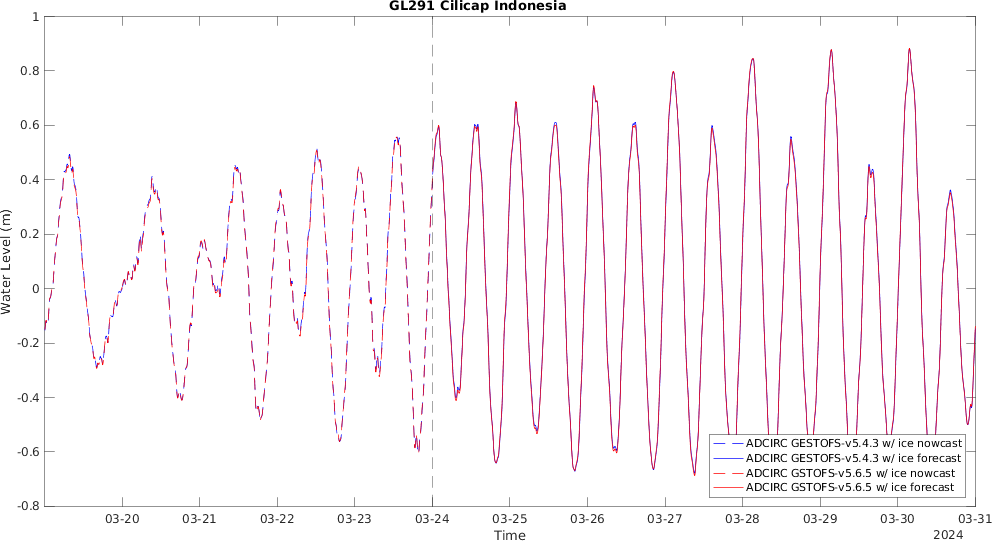 GL291 Cilicap Indonesia
1
0.8
0.6
0.4
0.2
0
-0.2
-0.4
-0.6
-0.8
Water Level (m)
ADCIRC GESTOFS-v5.4.3 w/ ice nowcast
ADCIRC GESTOFS-v5.4.3 w/ ice forecast
ADCIRC GSTOFS-v5.6.5 w/ ice nowcast
ADCIRC GSTOFS-v5.6.5 w/ ice forecast
03-20 03-21 03-22 03-23 03-24 03-25 03-26 03-27 03-28 03-29 03-30 03-31
Time
2024